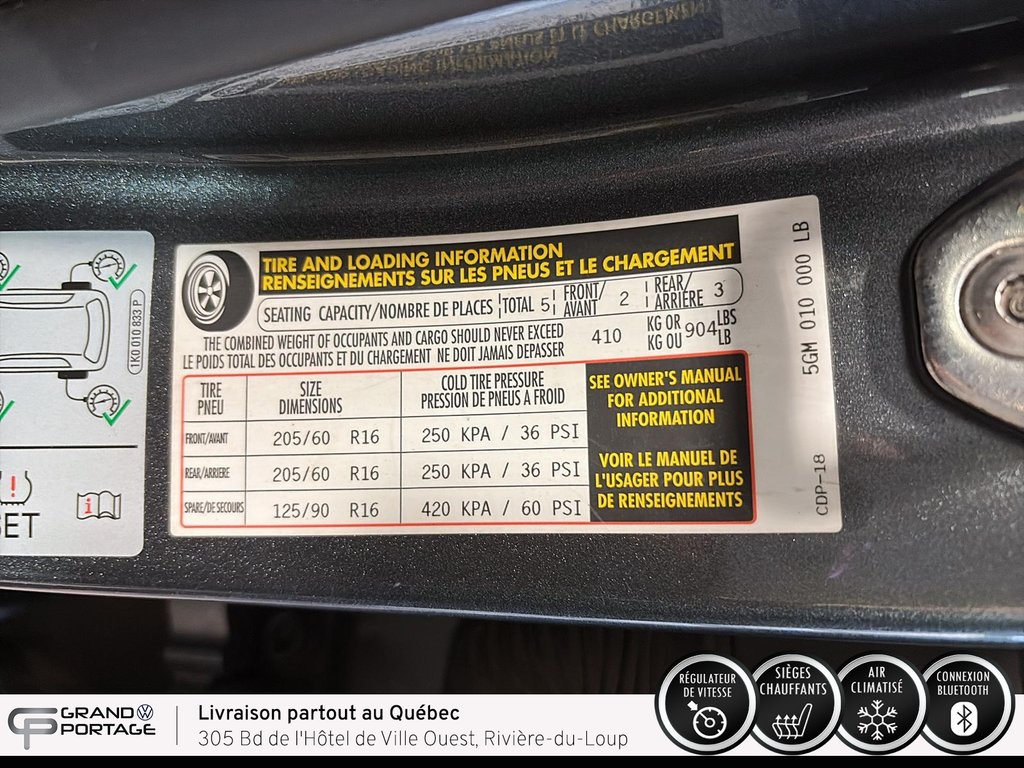 TIRE AND LOADING INFORMATION
RENSEIGNEMENTS SUR LES PNEUS ET LE CHARGEMENT
SEATING CAPACITY/NOMBRE DE PLACES TOTAL 5 FRONT/AVANT 2 REAR/ARRIÈRE 3
THE COMBINED WEIGHT OF OCCUPANTS AND CARGO SHOULD NEVER EXCEED 410 KG OR 904 LBS
LE POIDS TOTAL DES OCCUPANTS ET DU CHARGEMENT NE DOIT JAMAIS DEPASSER KG OU LB
TIRE SIZE COLD TIRE PRESSURE
PNEU DIMENSIONS PRESSION DE PNEUS A FROID
FRONT/AVANT 205/60 R16 250 KPA / 36 PSI
REAR/ARRIERE 205/60 R16 250 KPA / 36 PSI
SPARE/DE SECOURS 125/90 R16 420 KPA / 60 PSI
SEE OWNER'S MANUAL
FOR ADDITIONAL
INFORMATION
VOIR LE MANUEL DE
L'USAGER POUR PLUS
DE RENSEIGNEMENTS
5GM 010 000 LB
CDP-18
1K0 010 833 P
SET
GRAND
PORTAGE
Livraison partout au Québec
305 Bd de l'Hôtel de Ville Ouest, Rivière-du-Loup
RÉGULATEUR
DE VITESSE
SIÈGES
CHAUFFANTS
AIR
CLIMATISÉ
CONNEXION
BLUETOOTH